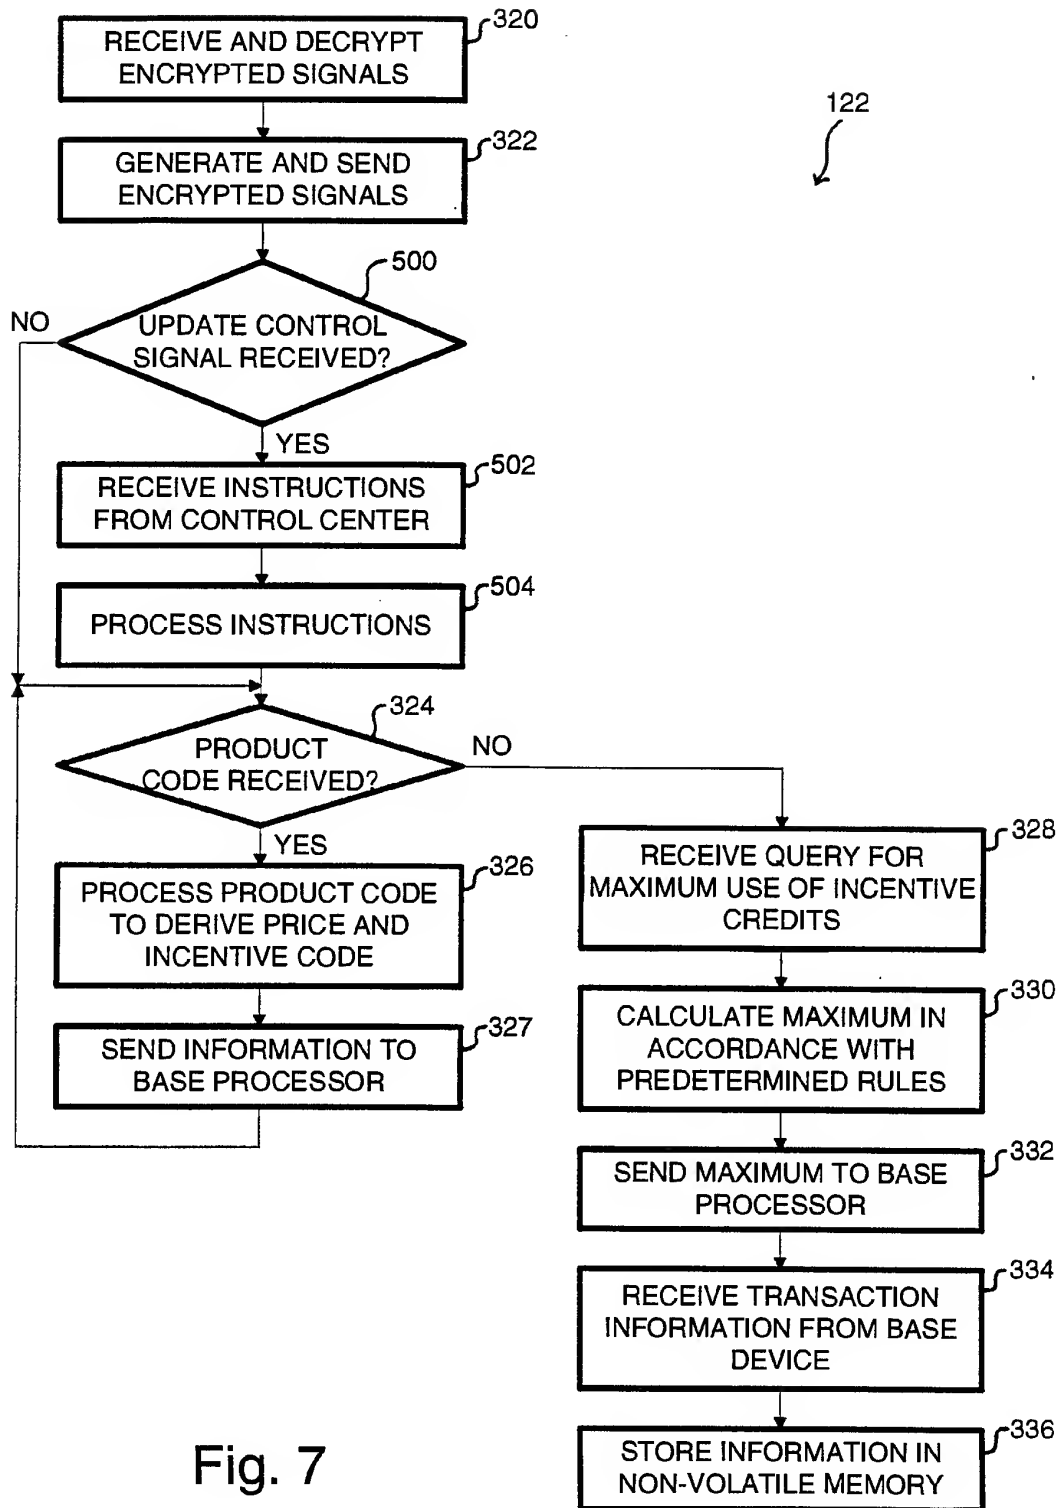 320
RECEIVE AND DECRYPT
ENCRYPTED SIGNALS
122
322
GENERATE AND SEND
ENCRYPTED SIGNALS
500
NO
UPDATE CONTROL
SIGNAL RECEIVED?
YES
502
RECEIVE INSTRUCTIONS
FROM CONTROL CENTER
504
PROCESS INSTRUCTIONS
324
PRODUCT
CODE RECEIVED?
NO
YES
326
PROCESS PRODUCT CODE
TO DERIVE PRICE AND
INCENTIVE CODE
327
SEND INFORMATION TO
BASE PROCESSOR
328
RECEIVE QUERY FOR
MAXIMUM USE OF INCENTIVE
CREDITS
330
CALCULATE MAXIMUM IN
ACCORDANCE WITH
PREDETERMINED RULES
332
SEND MAXIMUM TO BASE
PROCESSOR
334
RECEIVE TRANSACTION
INFORMATION FROM BASE
DEVICE
336
STORE INFORMATION IN
NON-VOLATILE MEMORY
Fig. 7